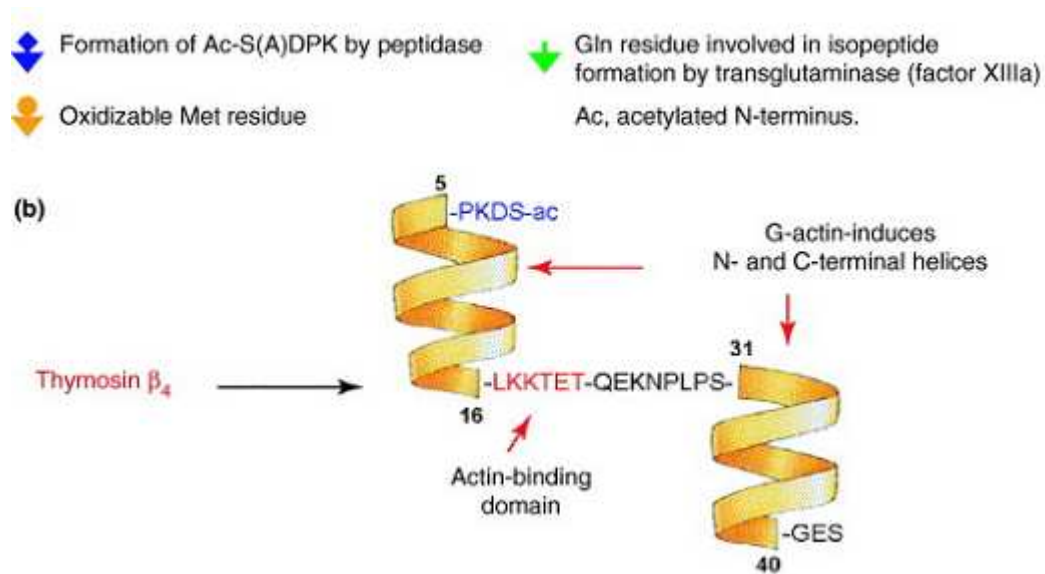 Formation of Ac-S(A)DPK by peptidase
Oxidizable Met residue
Gln residue involved in isopeptide
formation by transglutaminase (factor XIIIa)
Ac, acetylated N-terminus.
(b)
5
-PKDS-ac
G-actin-induces
N- and C-terminal helices
31
Thymosin β₄
-LKKTET-QEKNPLPS-
16
Actin-binding
domain
-GES
40